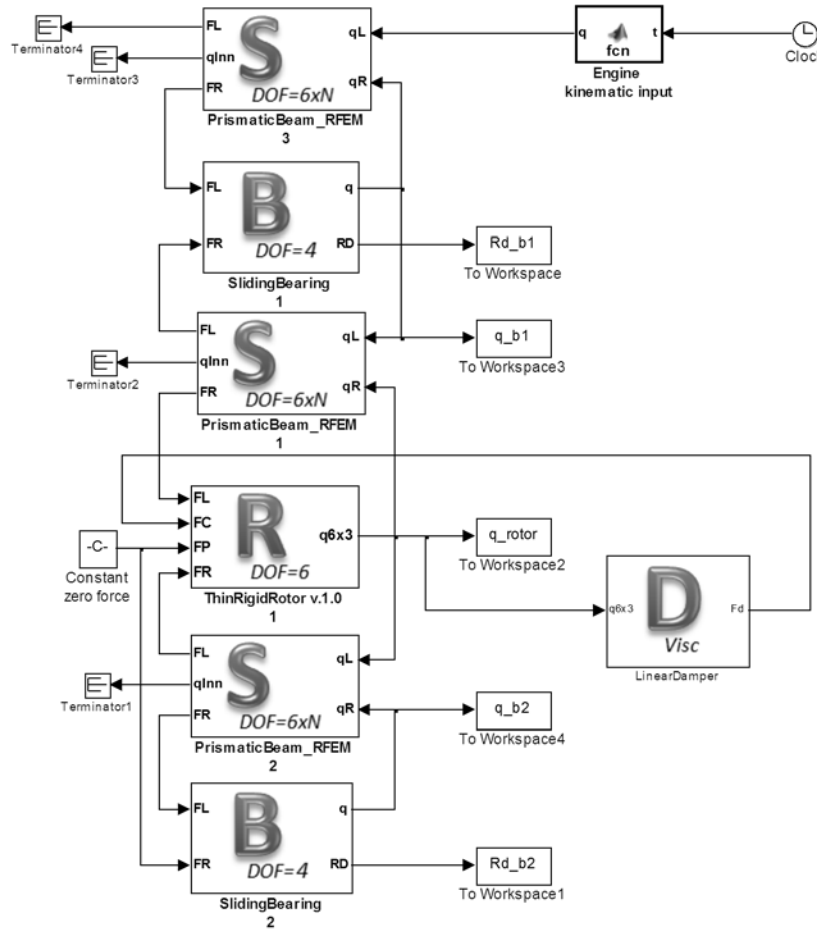 FL
qInn
FR
S
DOF=6xN
qL
qR
PrismaticBeam_RFEM
3
Terminator4
Terminator3
q
fcn
t
Engine
kinematic input
Clock
FL
FR
B
DOF=4
q
RD
SlidingBearing
1
Rd_b1
To Workspace
FL
qInn
FR
S
DOF=6xN
qL
qR
PrismaticBeam_RFEM
1
Terminator2
q_b1
To Workspace3
FL
FC
FP
FR
R
DOF=6
q6x3
ThinRigidRotor v.1.0
1
-C-
Constant
zero force
q_rotor
To Workspace2
q6x3
D
Visc
Fd
LinearDamper
FL
qInn
FR
S
DOF=6xN
qL
qR
PrismaticBeam_RFEM
2
Terminator1
q_b2
To Workspace4
FL
FR
B
DOF=4
q
RD
SlidingBearing
2
Rd_b2
To Workspace1